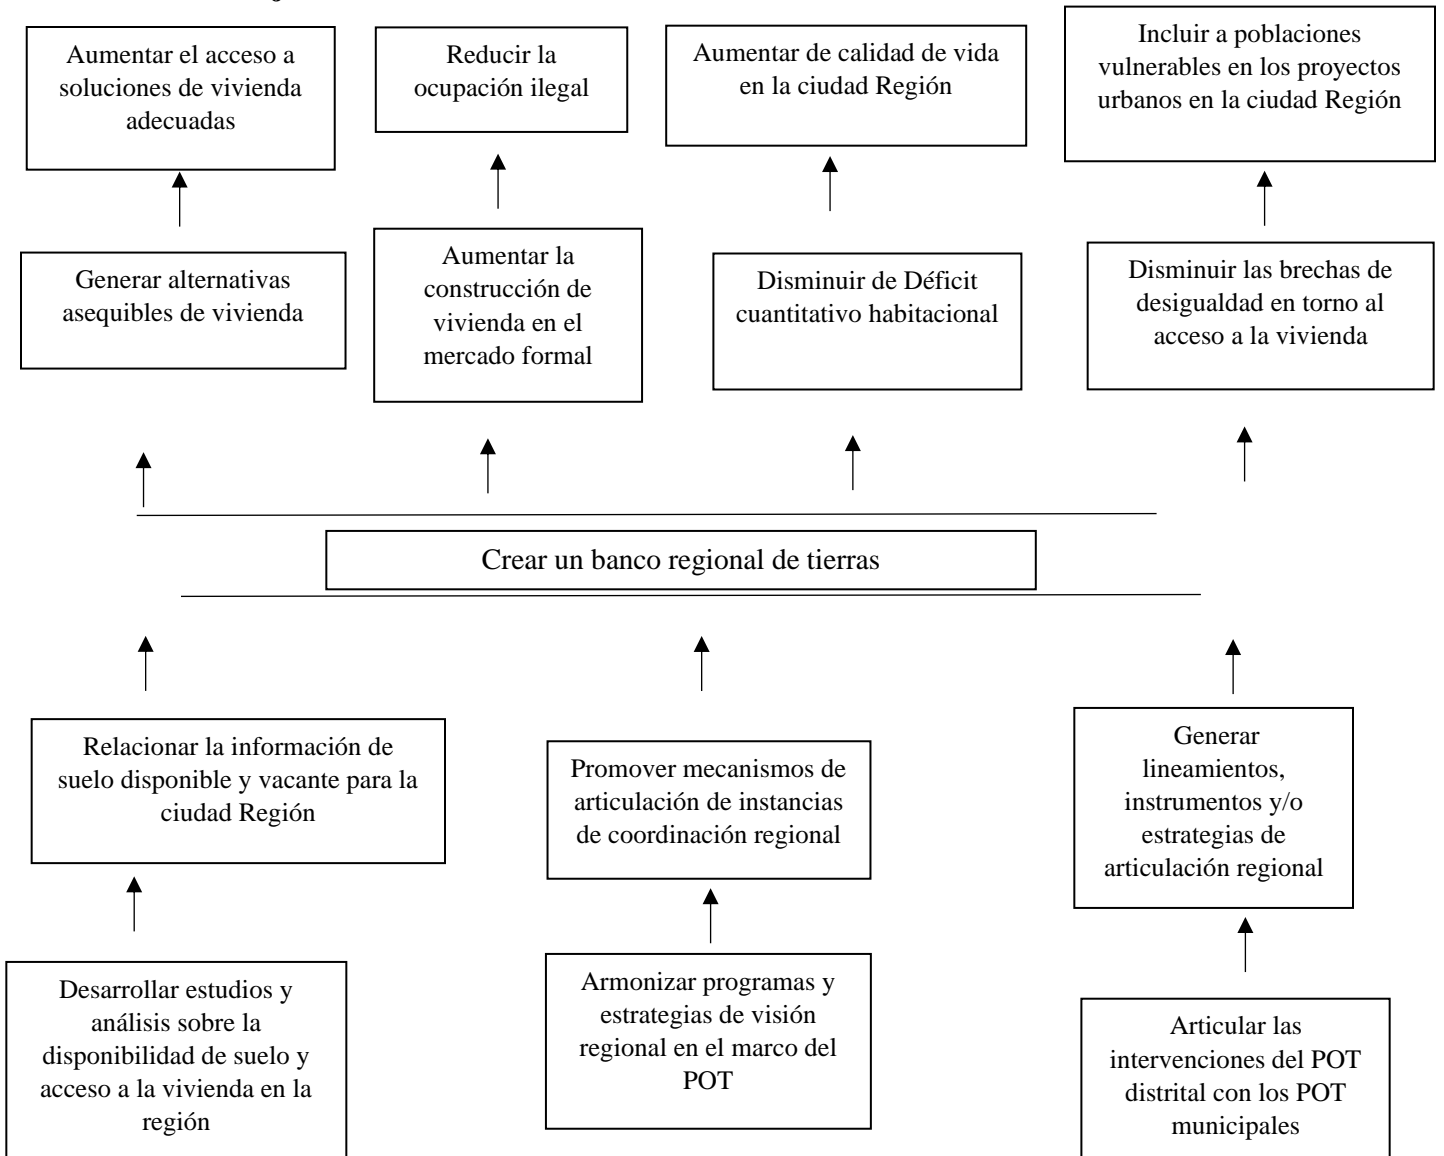 Aumentar el acceso a
soluciones de vivienda
adecuadas
Reducir la
ocupación ilegal
Aumentar de calidad de vida
en la ciudad Región
Incluir a poblaciones
vulnerables en los proyectos
urbanos en la ciudad Región
Generar alternativas
asequibles de vivienda
Aumentar la
construcción de
vivienda en el
mercado formal
Disminuir de Déficit
cuantitativo habitacional
Disminuir las brechas de
desigualdad en torno al
acceso a la vivienda
Crear un banco regional de tierras
Relacionar la información de
suelo disponible y vacante para la
ciudad Región
Promover mecanismos de
articulación de instancias
de coordinación regional
Generar
lineamientos,
instrumentos y/o
estrategias de
articulación regional
Desarrollar estudios y
análisis sobre la
disponibilidad de suelo y
acceso a la vivienda en la
región
Armonizar programas y
estrategias de visión
regional en el marco del
POT
Articular las
intervenciones del POT
distrital con los POT
municipales